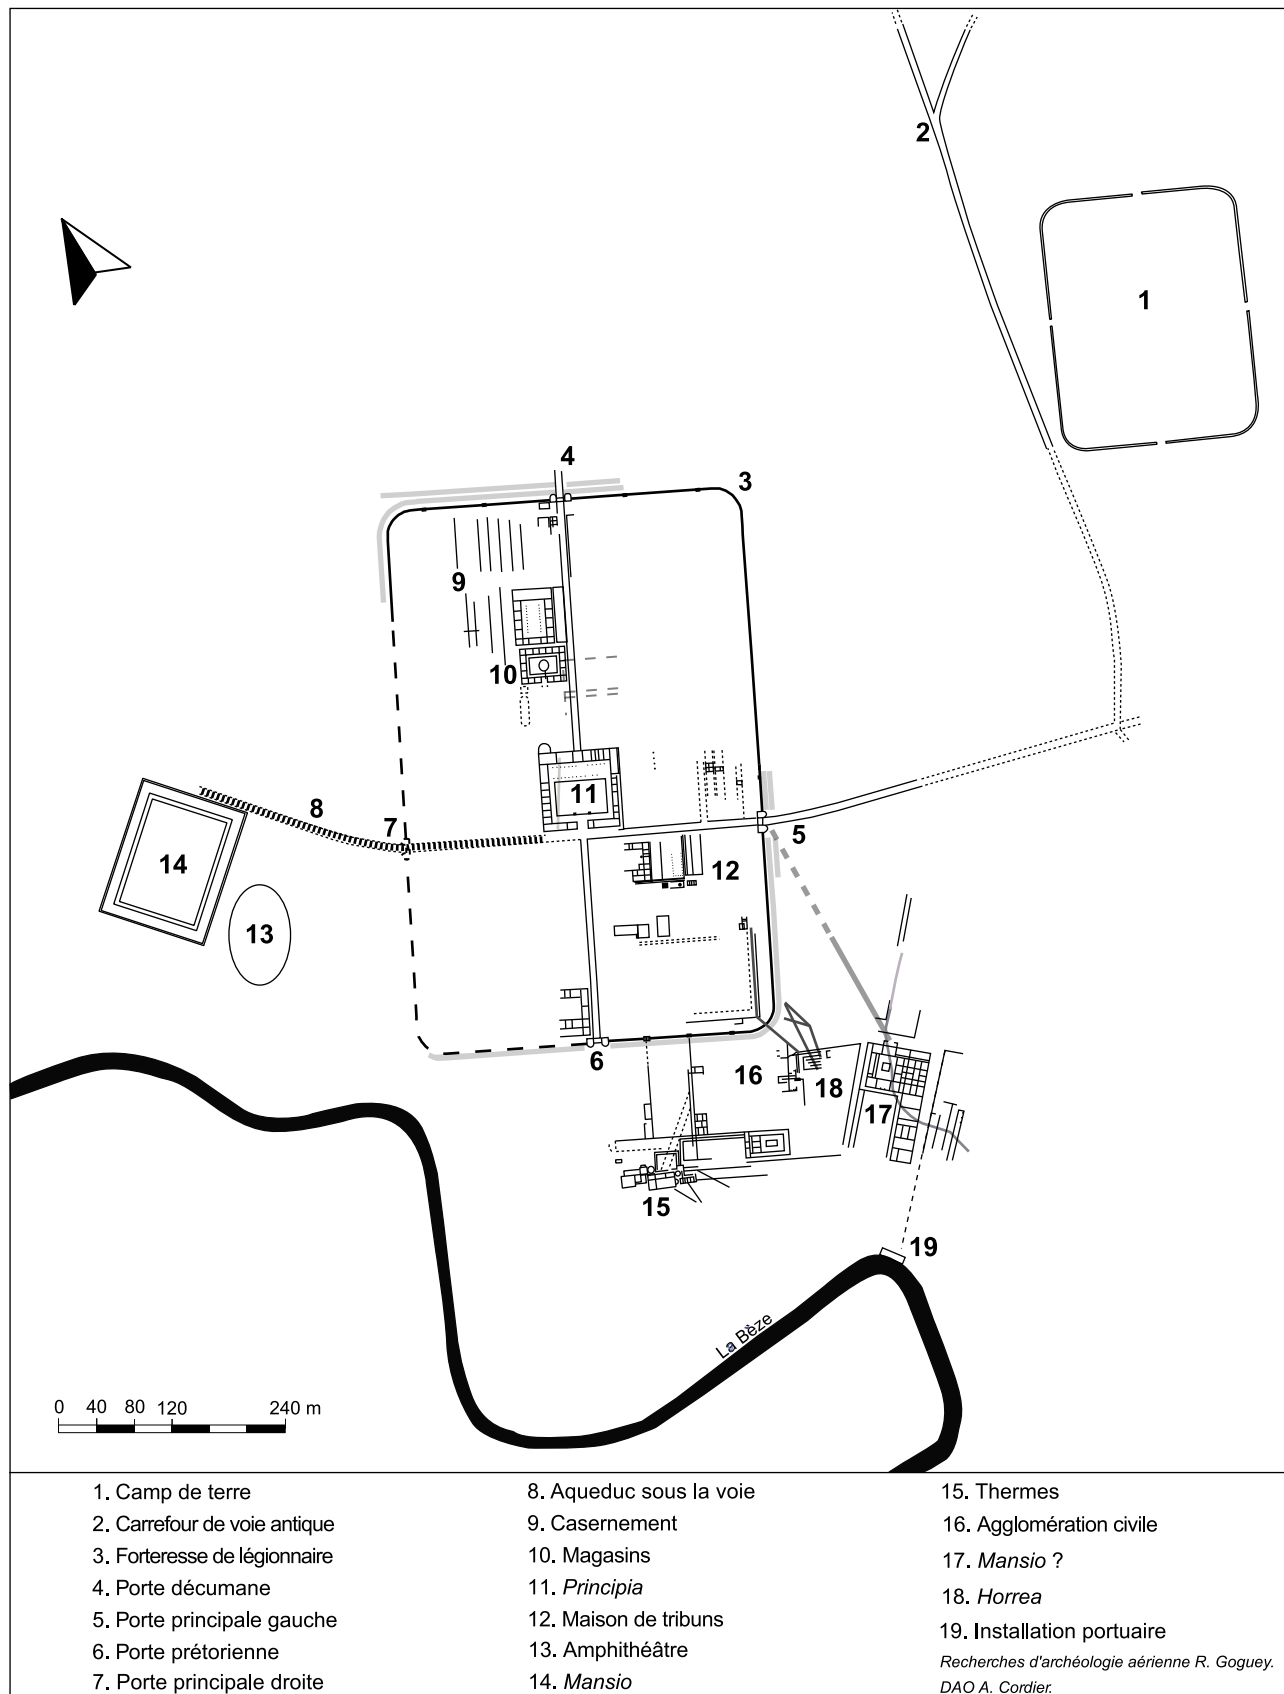 2
1
4
3
9
10
11
8
7
5
14
12
13
6
16
18
17
15
19
La Bèze
0 40 80 120 240 m
1. Camp de terre
2. Carrefour de voie antique
3. Forteresse de légionnaire
4. Porte décumane
5. Porte principale gauche
6. Porte prétorienne
7. Porte principale droite
8. Aqueduc sous la voie
9. Casernement
10. Magasins
11. Principia
12. Maison de tribuns
13. Amphithéâtre
14. Mansio
15. Thermes
16. Agglomération civile
17. Mansio ?
18. Horrea
19. Installation portuaire
Recherches d'archéologie aérienne R. Goguey.
DAO A. Cordier.